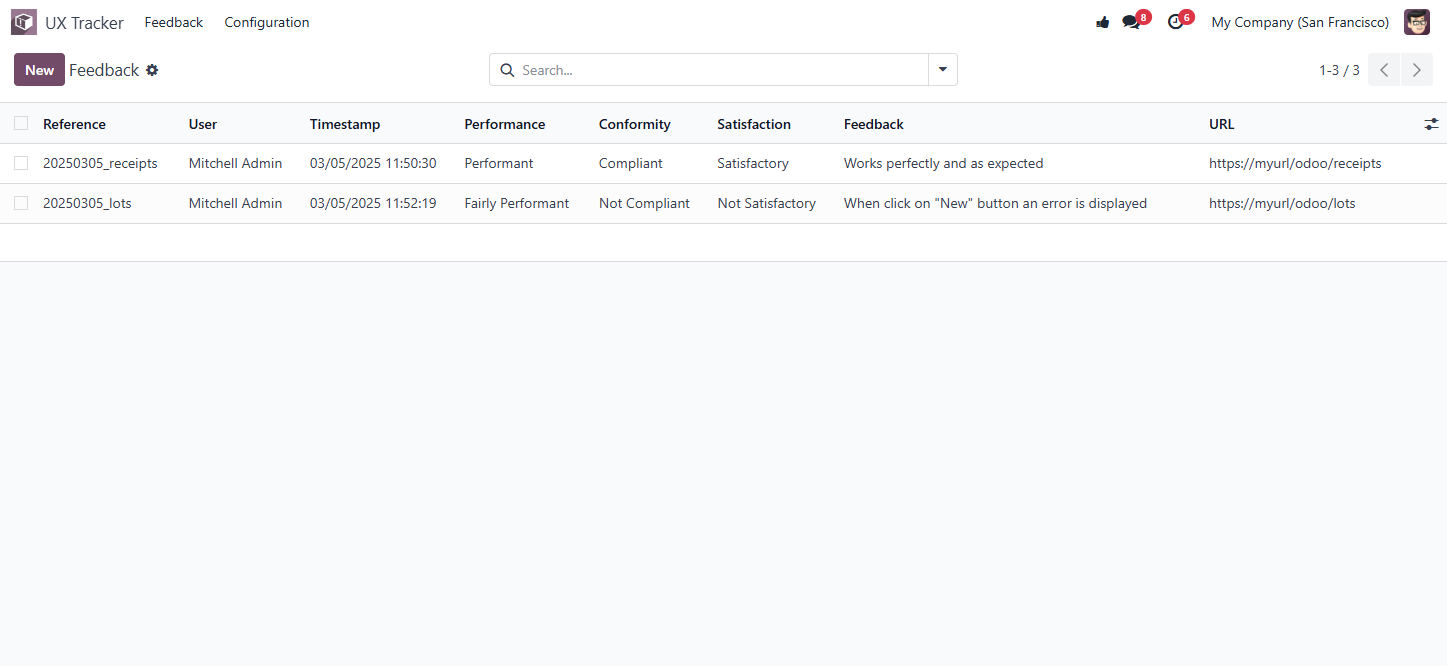 UX Tracker Feedback Configuration 8 6 My Company (San Francisco)
New Feedback Search... 1-3 / 3
Reference User Timestamp Performance Conformity Satisfaction Feedback URL
20250305_receipts Mitchell Admin 03/05/2025 11:50:30 Performant Compliant Satisfactory Works perfectly and as expected https://myurl/odoo/receipts
20250305_lots Mitchell Admin 03/05/2025 11:52:19 Fairly Performant Not Compliant Not Satisfactory When click on "New" button an error is displayed https://myurl/odoo/lots